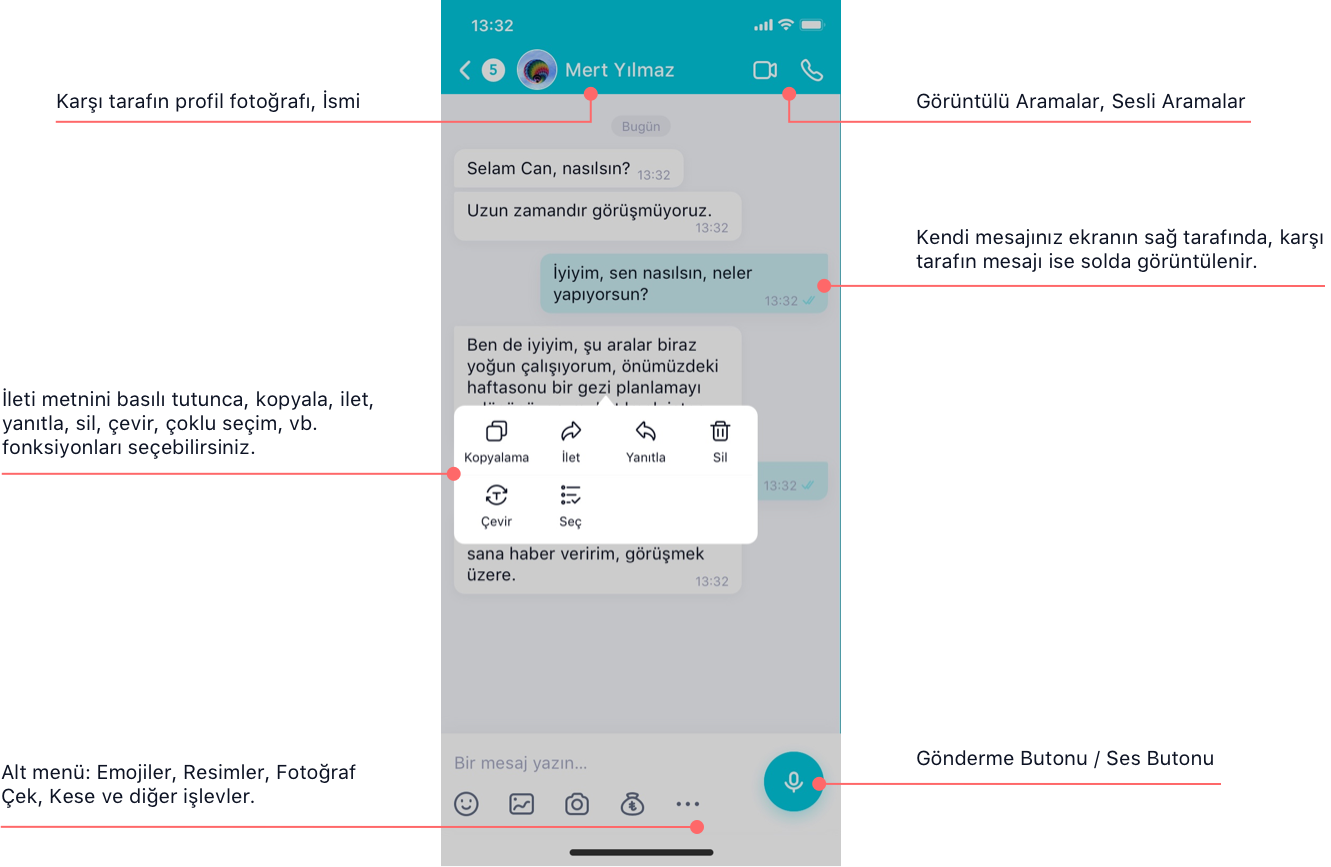 13:32
5
Mert Yılmaz
Karşı tarafın profil fotoğrafı, İsmi
Görüntülü Aramalar, Sesli Aramalar
Bugün
Selam Can, nasılsın? 13:32
Uzun zamandır görüşmüyoruz.
13:32
Kendi mesajınız ekranın sağ tarafında, karşı
tarafın mesajı ise solda görüntülenir.
İyiyim, sen nasılsın, neler
yapıyorsun? 13:32
Ben de iyiyim, şu aralar biraz
yoğun çalışıyorum, önümüzdeki
haftasonu bir gezi planlamayı
İleti metnini basılı tutunca, kopyala, ilet,
yanıtla, sil, çevir, çoklu seçim, vb.
fonksiyonları seçebilirsiniz.
Kopyalama İlet Yanıtla Sil
13:32
Çevir Seç
sana haber veririm, görüşmek
üzere. 13:32
Bir mesaj yazın...
Gönderme Butonu / Ses Butonu
Alt menü: Emojiler, Resimler, Fotoğraf
Çek, Kese ve diğer işlevler.